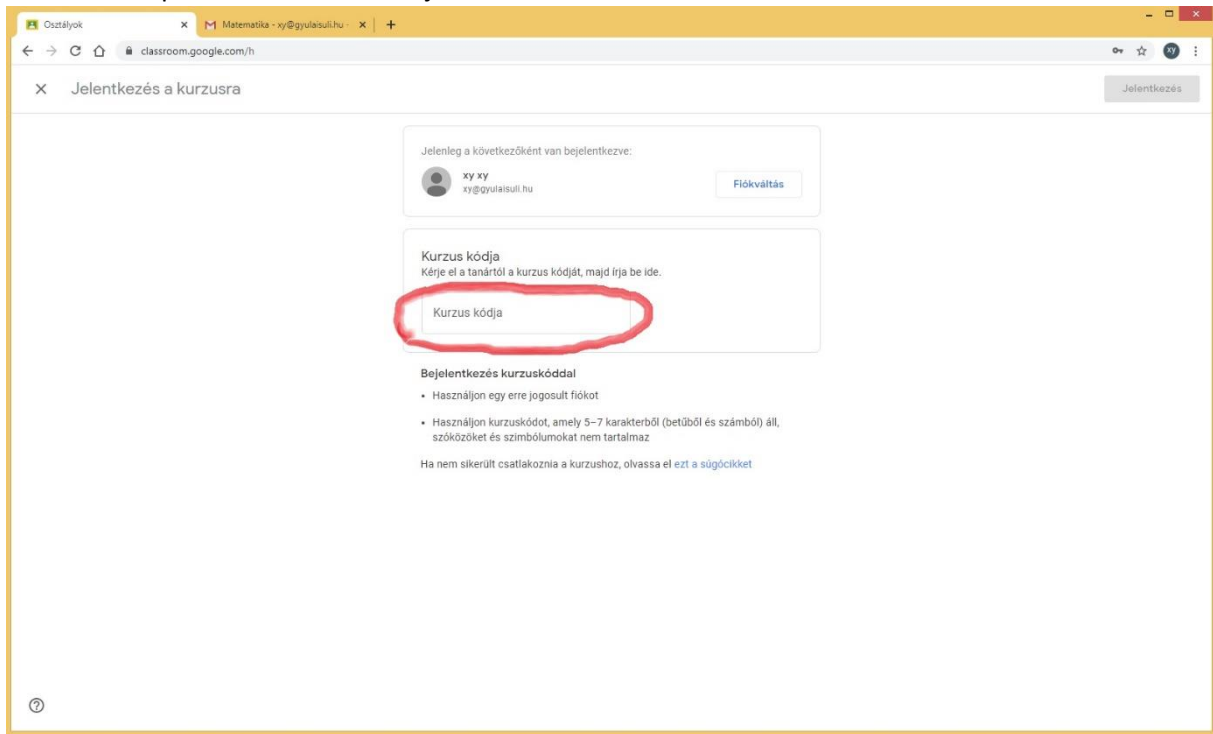 Osztályok
Matematika - xy@gyulaisuli.hu -
classroom.google.com/h
xy
Jelentkezés a kurzusra
Jelentkezés
Jelenleg a következőként van bejelentkezve:
xy xy
xy@gyulaisuli.hu
Fiókváltás
Kurzus kódja
Kérje el a tanártól a kurzus kódját, majd írja be ide.
Kurzus kódja
Bejelentkezés kurzuskóddal
• Használjon egy erre jogosult fiókot
• Használjon kurzuskódot, amely 5–7 karakterből (betűből és számból) áll,
szóközöket és szimbólumokat nem tartalmaz
Ha nem sikerült csatlakoznia a kurzushoz, olvassa el ezt a súgócikket